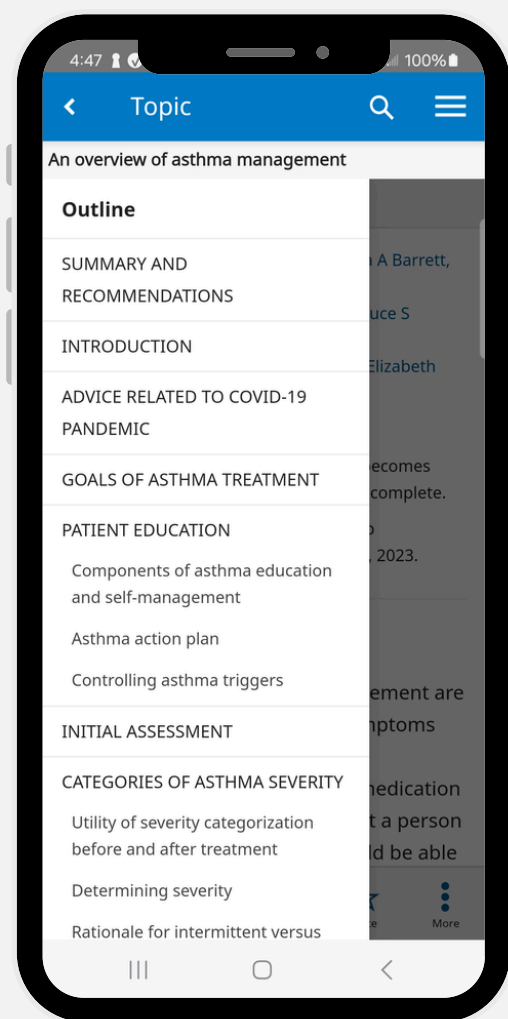 4:47 100%
Topic
An overview of asthma management
Outline
SUMMARY AND
RECOMMENDATIONS
INTRODUCTION
ADVICE RELATED TO COVID-19
PANDEMIC
GOALS OF ASTHMA TREATMENT
PATIENT EDUCATION
Components of asthma education
and self-management
Asthma action plan
Controlling asthma triggers
INITIAL ASSESSMENT
CATEGORIES OF ASTHMA SEVERITY
Utility of severity categorization
before and after treatment
Determining severity
Rationale for intermittent versus
A Barrett,
uce S
Elizabeth
ecomes
complete.
, 2023.
ement are
nptoms
nedication
t a person
ld be able
More